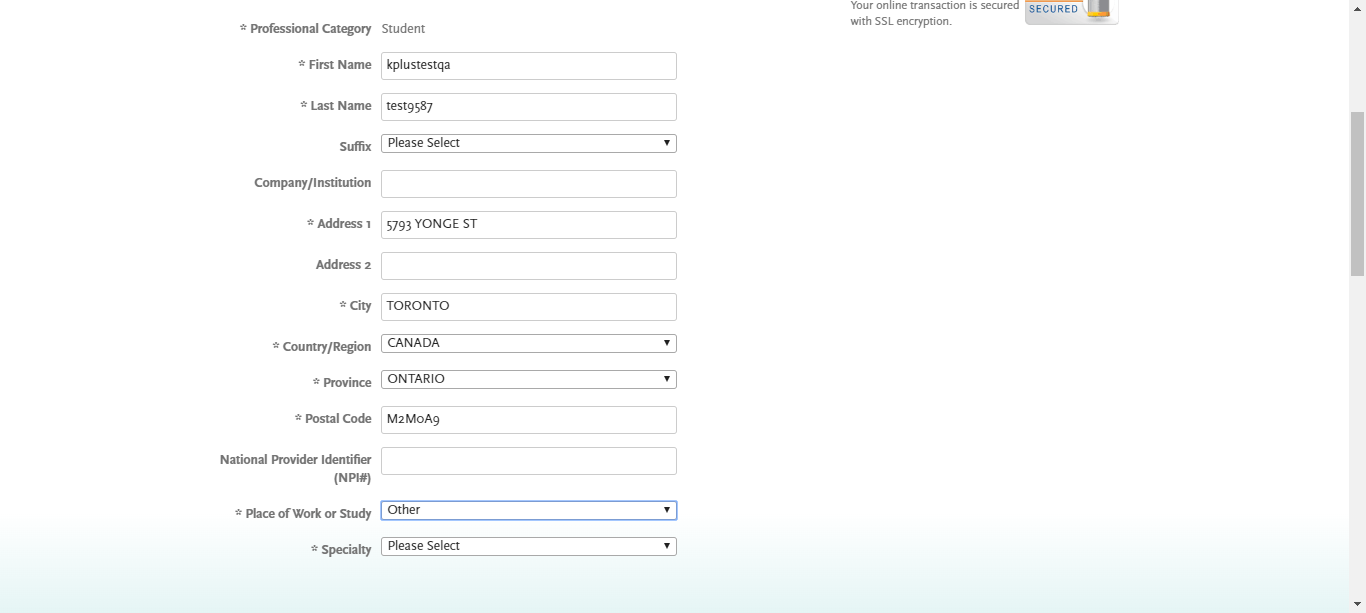 Your online transaction is secured
with SSL encryption.
SECURED
* Professional Category Student
* First Name kplustestqa
* Last Name test9587
Suffix Please Select
Company/Institution
* Address 1 5793 YONGE ST
Address 2
* City TORONTO
* Country/Region CANADA
* Province ONTARIO
* Postal Code M2M0A9
National Provider Identifier
(NPI#)
* Place of Work or Study Other
* Specialty Please Select